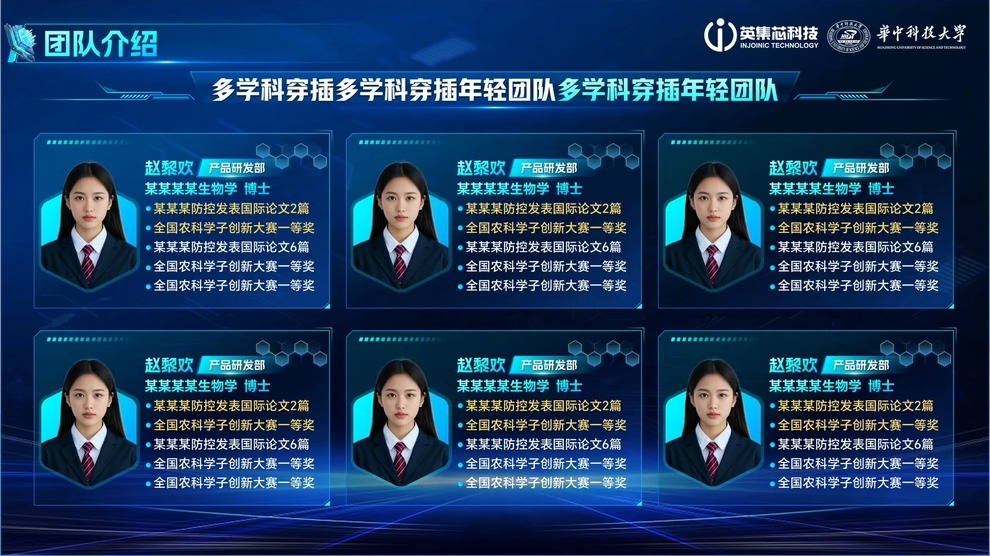 团队介绍
英集芯科技
INJOINIC TECHNOLOGY
华中科技大学
HUAZHONG UNIVERSITY OF SCIENCE AND TECHNOLOGY
多学科穿插多学科穿插年轻团队多学科穿插年轻团队
赵黎欢 产品研发部
某某某某生物学 博士
某某某防控发表国际论文2篇
全国农科学子创新大赛一等奖
某某某防控发表国际论文6篇
全国农科学子创新大赛一等奖
全国农科学子创新大赛一等奖
赵黎欢 产品研发部
某某某某生物学 博士
某某某防控发表国际论文2篇
全国农科学子创新大赛一等奖
某某某防控发表国际论文6篇
全国农科学子创新大赛一等奖
全国农科学子创新大赛一等奖
赵黎欢 产品研发部
某某某某生物学 博士
某某某防控发表国际论文2篇
全国农科学子创新大赛一等奖
某某某防控发表国际论文6篇
全国农科学子创新大赛一等奖
全国农科学子创新大赛一等奖
赵黎欢 产品研发部
某某某某生物学 博士
某某某防控发表国际论文2篇
全国农科学子创新大赛一等奖
某某某防控发表国际论文6篇
全国农科学子创新大赛一等奖
全国农科学子创新大赛一等奖
赵黎欢 产品研发部
某某某某生物学 博士
某某某防控发表国际论文2篇
全国农科学子创新大赛一等奖
某某某防控发表国际论文6篇
全国农科学子创新大赛一等奖
全国农科学子创新大赛一等奖
赵黎欢 产品研发部
某某某某生物学 博士
某某某防控发表国际论文2篇
全国农科学子创新大赛一等奖
某某某防控发表国际论文6篇
全国农科学子创新大赛一等奖
全国农科学子创新大赛一等奖